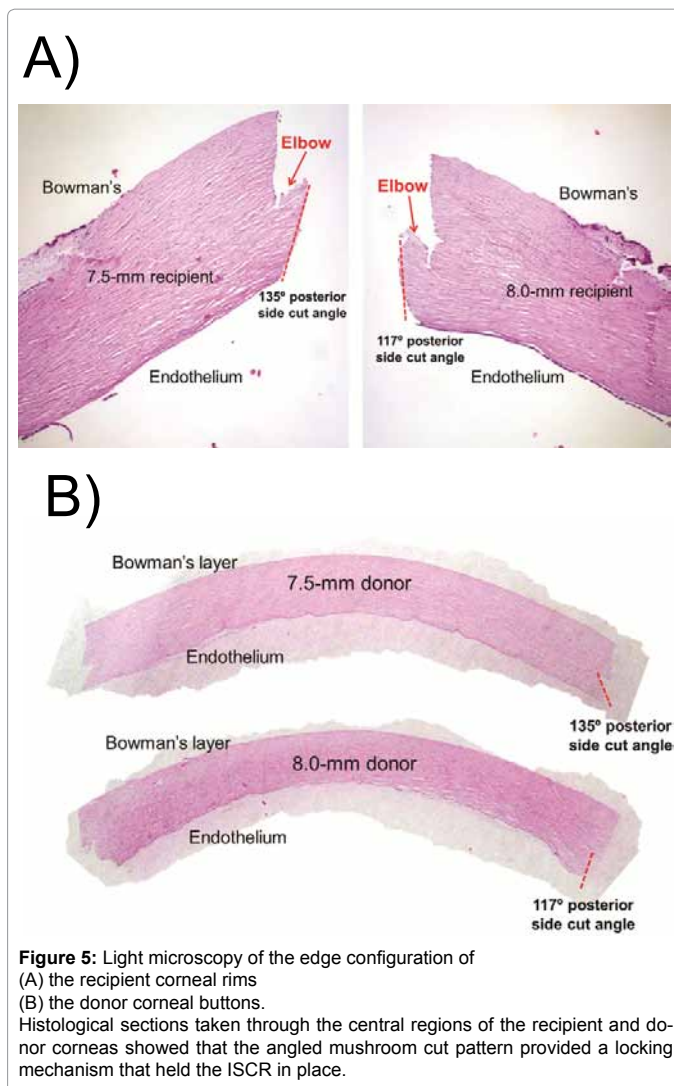 A)
Elbow
Bowman's
7.5-mm recipient
135º posterior
side cut angle
Endothelium
Elbow
Bowman's
8.0-mm recipient
117º posterior
side cut angle
Endothelium
B)
Bowman's layer
7.5-mm donor
Endothelium
135º posterior
side cut angle
Bowman's layer
8.0-mm donor
Endothelium
117º posterior
side cut angle
Figure 5: Light microscopy of the edge configuration of
(A) the recipient corneal rims
(B) the donor corneal buttons.
Histological sections taken through the central regions of the recipient and do-
nor corneas showed that the angled mushroom cut pattern provided a locking
mechanism that held the ISCR in place.